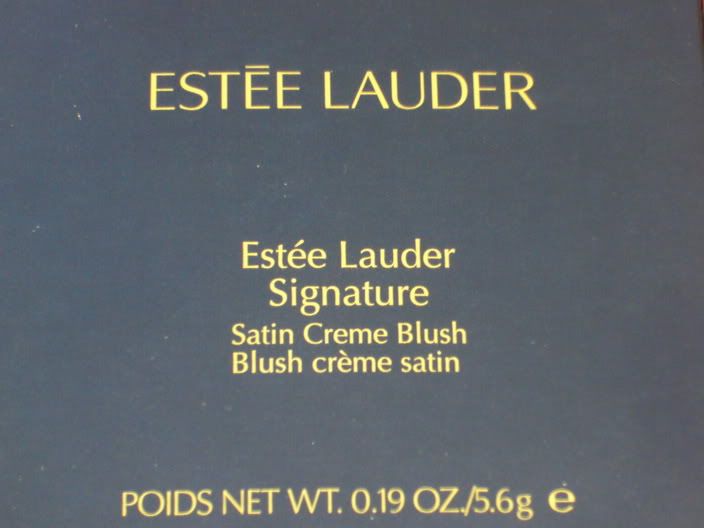 ESTĒE LAUDER
Estée Lauder
Signature
Satin Creme Blush
Blush crème satin
POIDS NET WT. 0.19 OZ./5.6g ℮